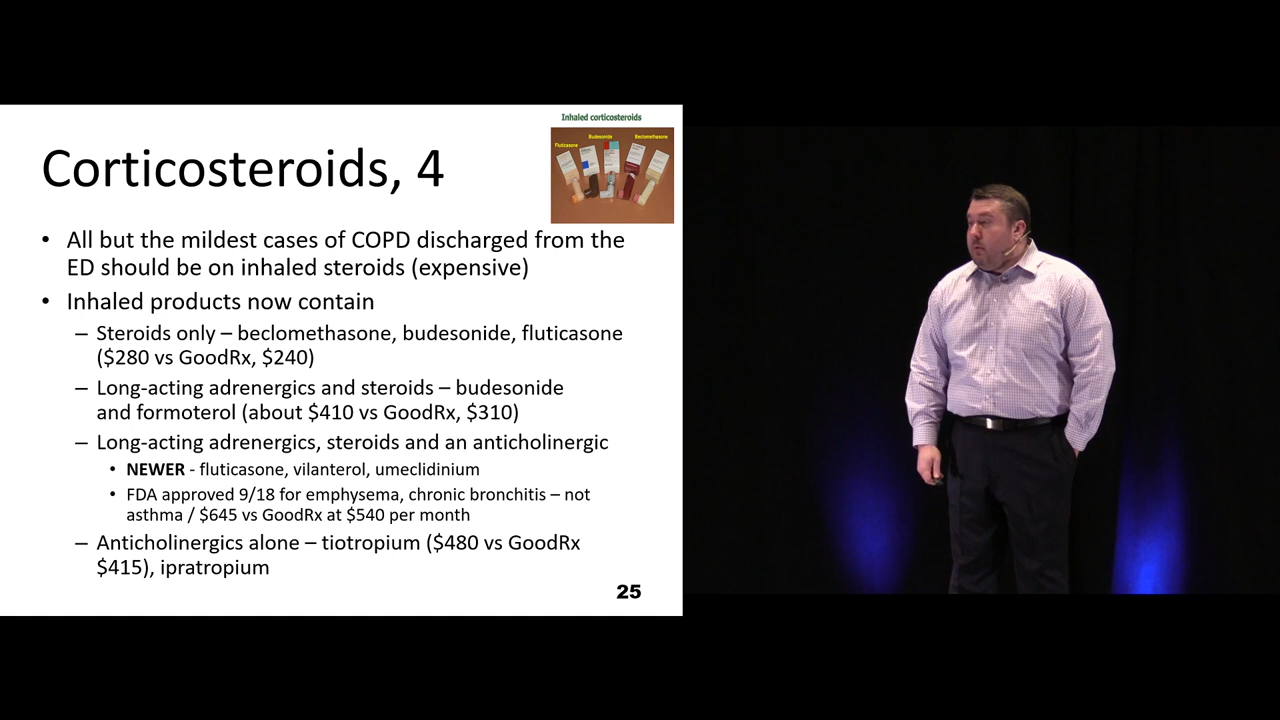 Inhaled corticosteroids
Fluticasone
Budesonide
Beclomethasone
Corticosteroids, 4
• All but the mildest cases of COPD discharged from the
ED should be on inhaled steroids (expensive)
• Inhaled products now contain
– Steroids only – beclomethasone, budesonide, fluticasone
($280 vs GoodRx, $240)
– Long-acting adrenergics and steroids – budesonide
and formoterol (about $410 vs GoodRx, $310)
– Long-acting adrenergics, steroids and an anticholinergic
• NEWER - fluticasone, vilanterol, umeclidinium
• FDA approved 9/18 for emphysema, chronic bronchitis – not
asthma / $645 vs GoodRx at $540 per month
– Anticholinergics alone – tiotropium ($480 vs GoodRx
$415), ipratropium
25